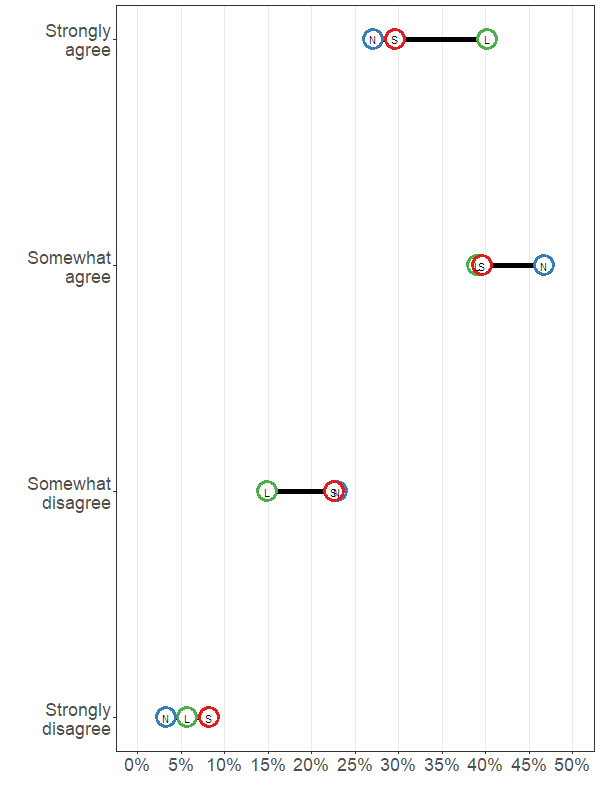 Strongly
agree
N S L
Somewhat
agree
L S N
Somewhat
disagree
L S N
Strongly
disagree
N L S
0% 5% 10% 15% 20% 25% 30% 35% 40% 45% 50%